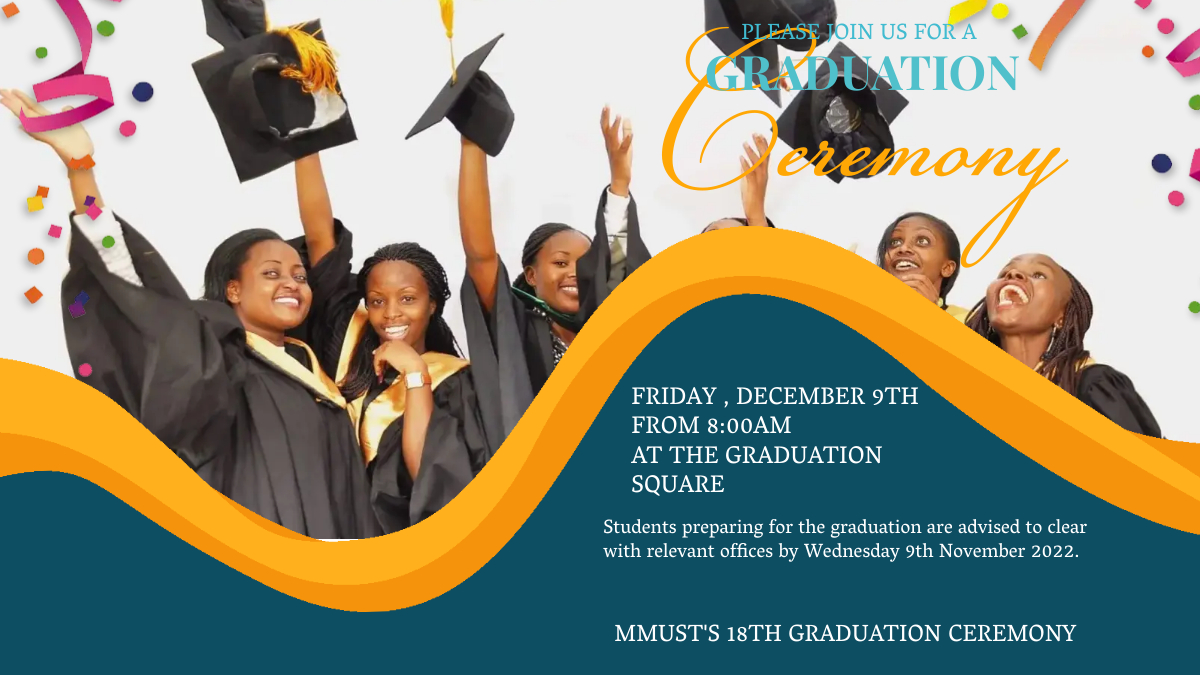 PLEASE JOIN US FOR A
GRADUATION
Ceremony
FRIDAY , DECEMBER 9TH
FROM 8:00AM
AT THE GRADUATION
SQUARE
Students preparing for the graduation are advised to clear
with relevant offices by Wednesday 9th November 2022.
MMUST'S 18TH GRADUATION CEREMONY